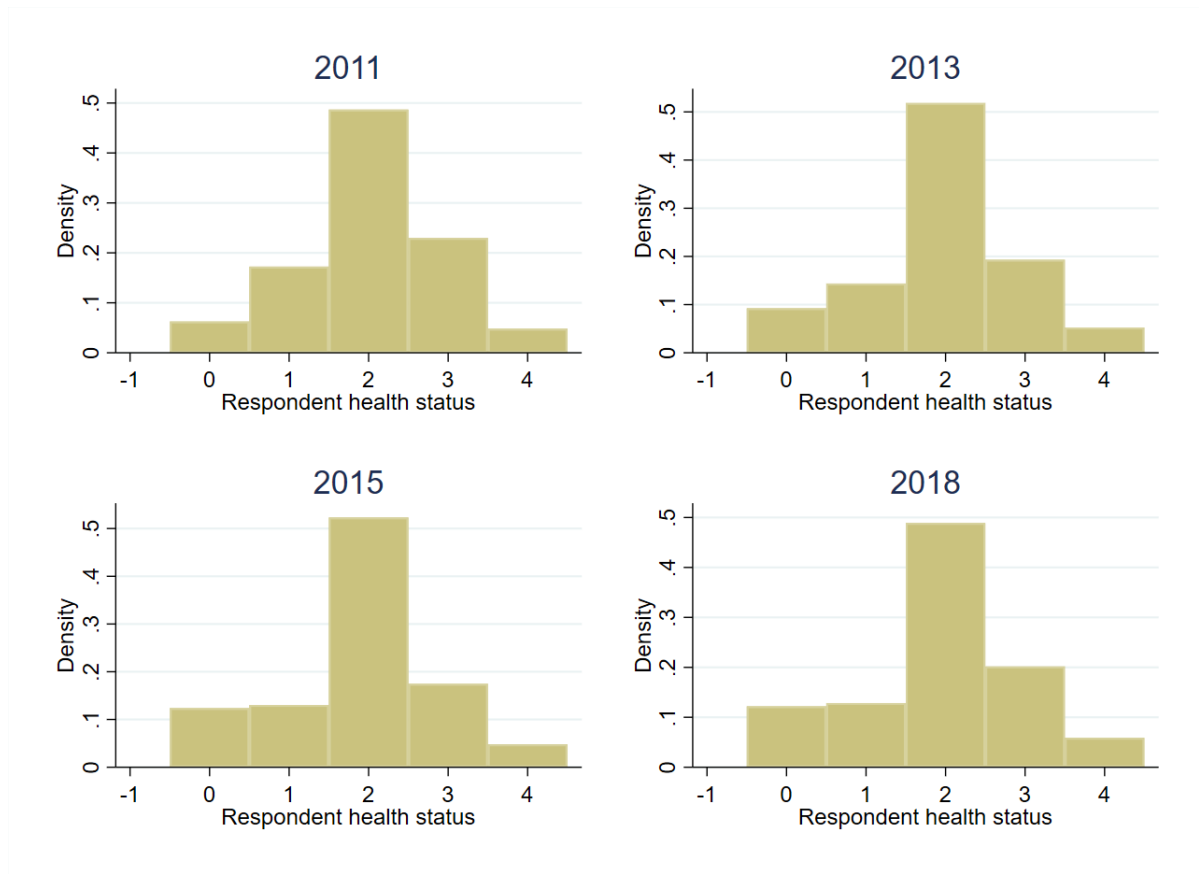 2011
.5
.4
.3
.2
.1
0
Density
-1 0 1 2 3 4
Respondent health status
2013
.5
.4
.3
.2
.1
0
Density
-1 0 1 2 3 4
Respondent health status
2015
.5
.4
.3
.2
.1
0
Density
-1 0 1 2 3 4
Respondent health status
2018
.5
.4
.3
.2
.1
0
Density
-1 0 1 2 3 4
Respondent health status